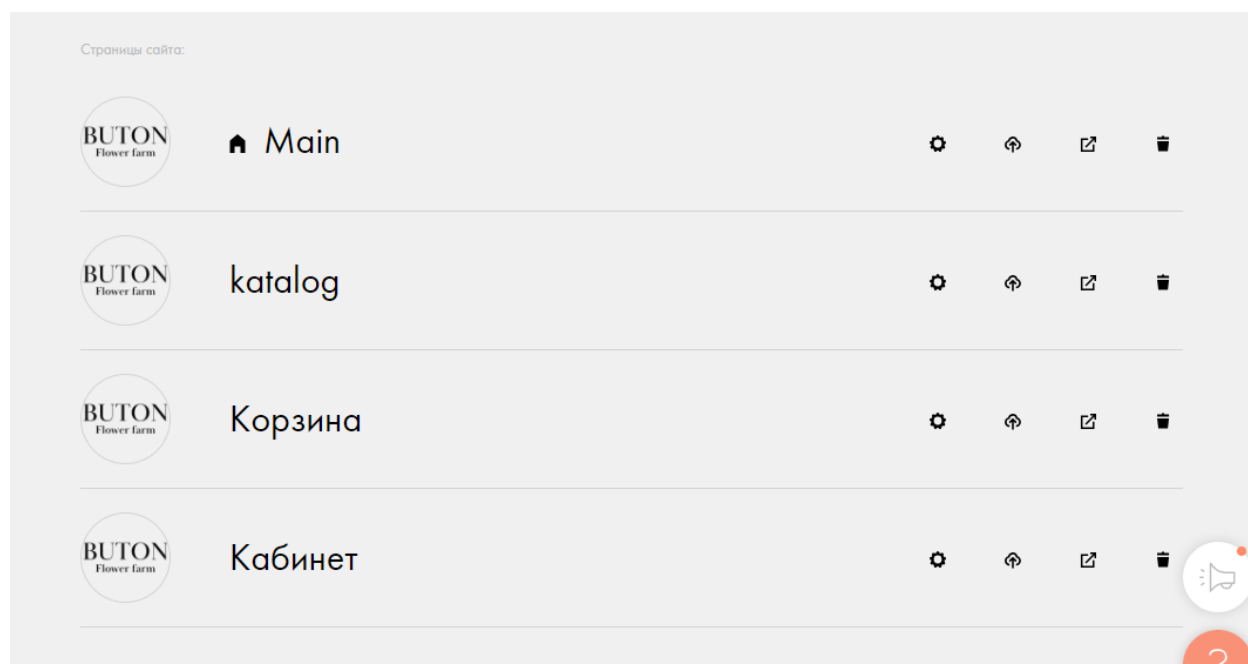 Страницы сайта:
BUTON
Flower farm
Main
BUTON
Flower farm
katalog
BUTON
Flower farm
Корзина
BUTON
Flower farm
Кабинет
?